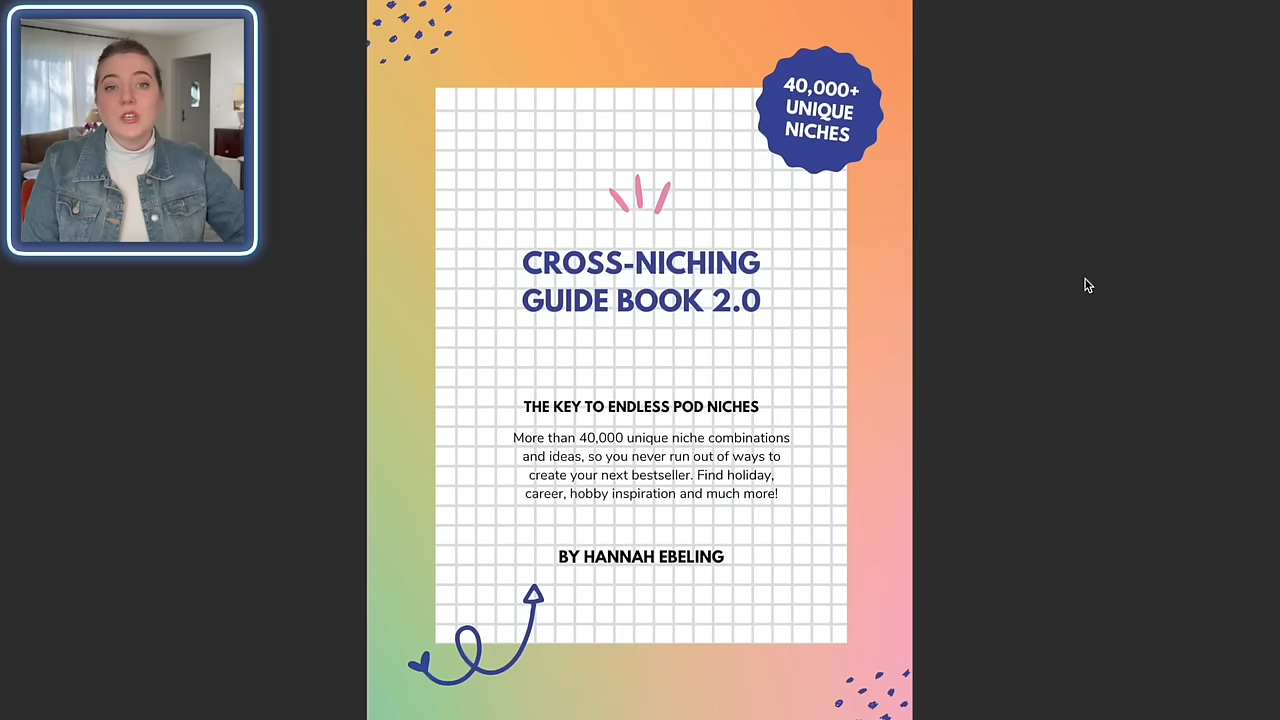 40,000+
UNIQUE
NICHES
CROSS-NICHING
GUIDE BOOK 2.0
THE KEY TO ENDLESS POD NICHES
More than 40,000 unique niche combinations
and ideas, so you never run out of ways to
create your next bestseller. Find holiday,
career, hobby inspiration and much more!
BY HANNAH EBELING